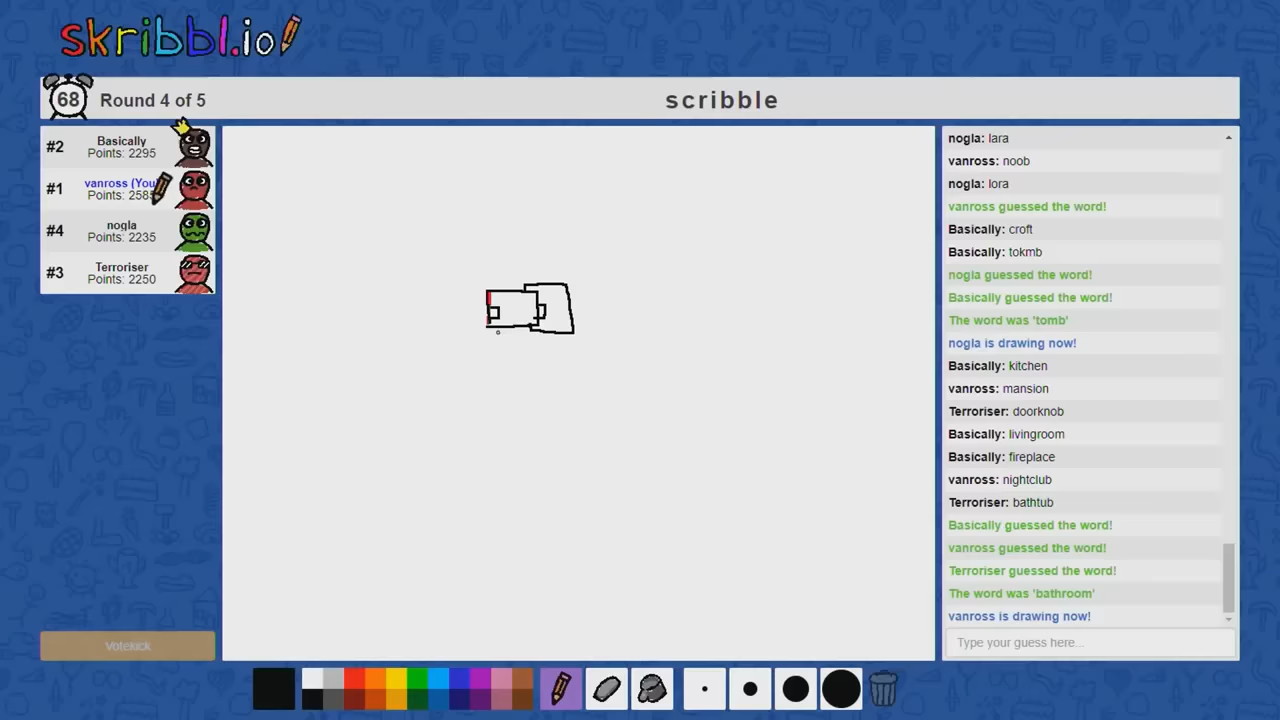 skribbl.io
68
Round 4 of 5
scribble
#2
Basically
Points: 2295
#1
vanross (You
Points: 2585
#4
nogla
Points: 2235
#3
Terroriser
Points: 2250
Votekick
nogla: lara
vanross: noob
nogla: lora
vanross guessed the word!
Basically: croft
Basically: tokmb
nogla guessed the word!
Basically guessed the word!
The word was 'tomb'
nogla is drawing now!
Basically: kitchen
vanross: mansion
Terroriser: doorknob
Basically: livingroom
Basically: fireplace
vanross: nightclub
Terroriser: bathtub
Basically guessed the word!
vanross guessed the word!
Terroriser guessed the word!
The word was 'bathroom'
vanross is drawing now!
Type your guess here...